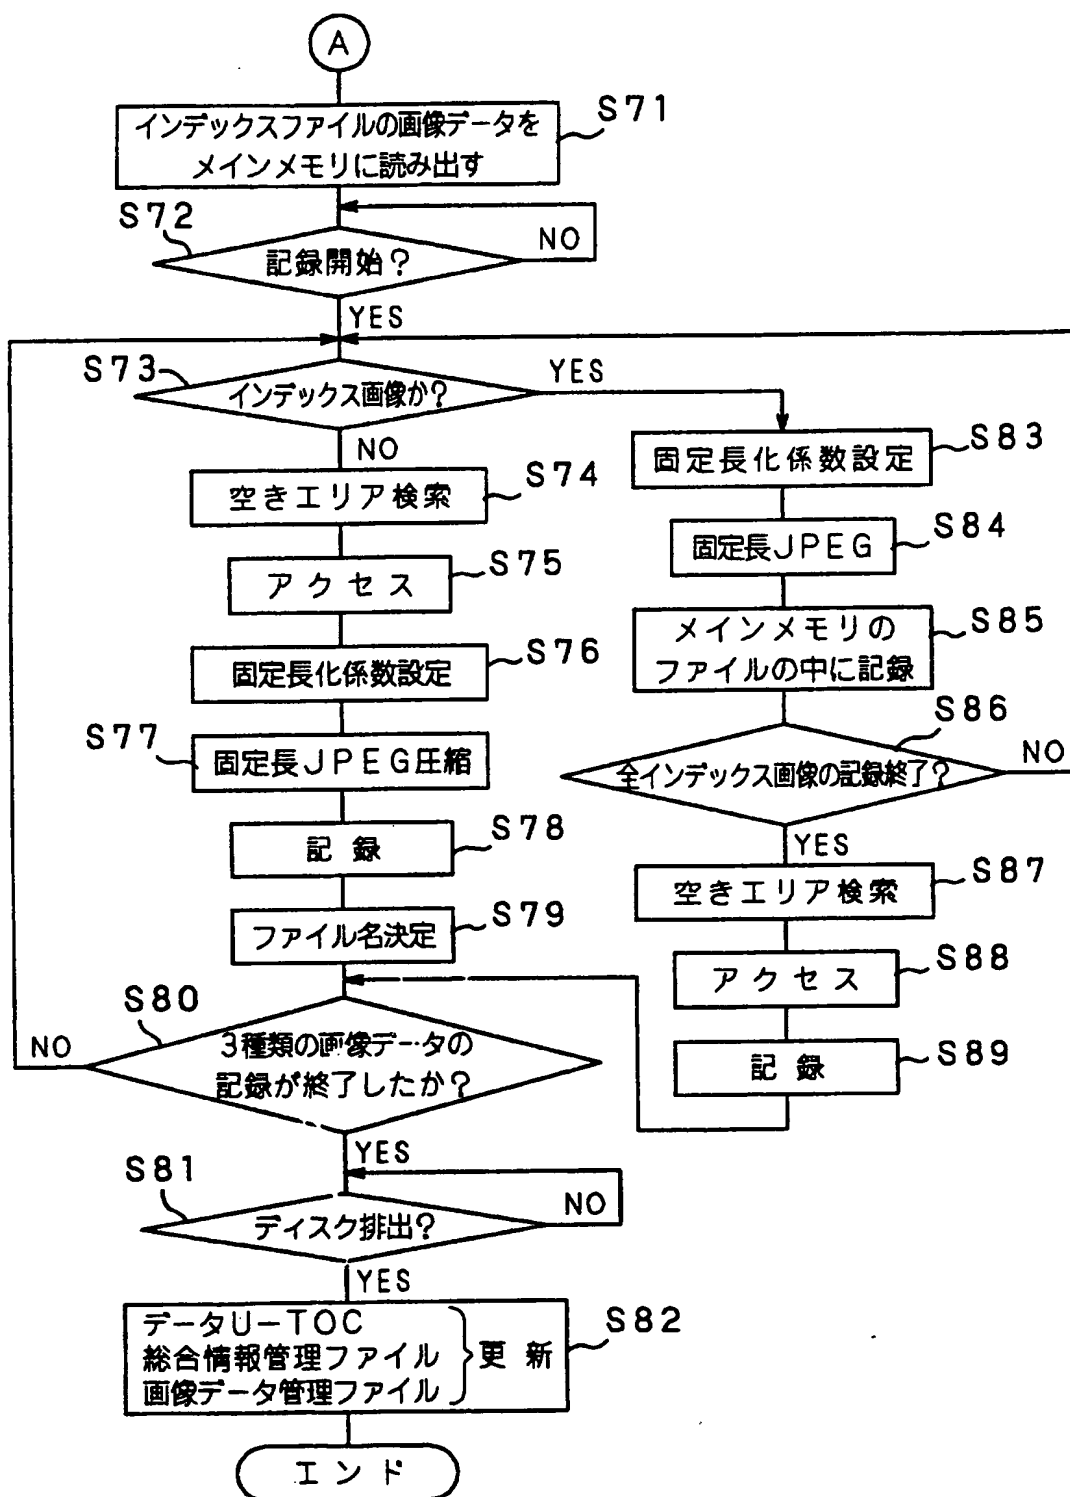 A
S71
インデックスファイルの画像データを
メインメモリに読み出す
S72
記録開始?
NO
YES
S73
インデックス画像か?
YES
NO
S74
空きエリア検索
S75
アクセス
S76
固定長化係数設定
S77
固定長JPEG圧縮
S78
記録
S79
ファイル名決定
S80
3種類の画像データの
記録が終了したか?
NO
YES
S81
ディスク排出?
NO
YES
S82
データU-TOC
総合情報管理ファイル
画像データ管理ファイル
更新
エンド
S83
固定長化係数設定
S84
固定長JPEG
S85
メインメモリの
ファイルの中に記録
S86
全インデックス画像の記録終了?
NO
YES
S87
空きエリア検索
S88
アクセス
S89
記録